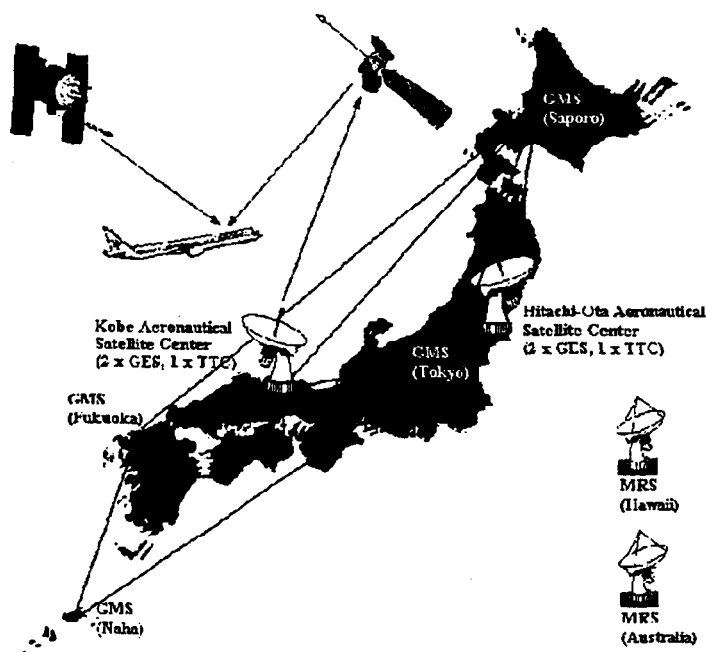 GMS
(Saporo)
Kobe Aeronautical
Satellite Center
(2 x GES, 1 x TTC)
Hitachi-Ota Aeronautical
Satellite Center
(2 x GES, 1 x TTC)
GMS
(Tokyo)
GMS
(Fukuoka)
MRS
(Hawaii)
GMS
(Naha)
MRS
(Australia)